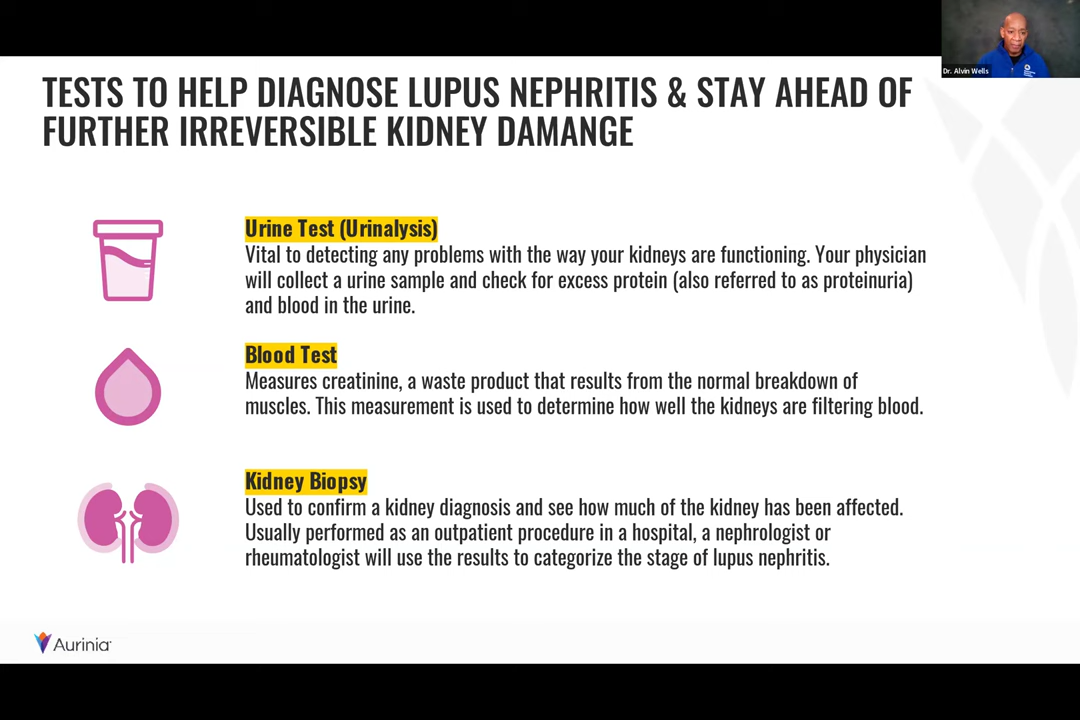 Dr. Alvin Wells
TESTS TO HELP DIAGNOSE LUPUS NEPHRITIS & STAY AHEAD OF
FURTHER IRREVERSIBLE KIDNEY DAMANGE
Urine Test (Urinalysis)
Vital to detecting any problems with the way your kidneys are functioning. Your physician
will collect a urine sample and check for excess protein (also referred to as proteinuria)
and blood in the urine.
Blood Test
Measures creatinine, a waste product that results from the normal breakdown of
muscles. This measurement is used to determine how well the kidneys are filtering blood.
Kidney Biopsy
Used to confirm a kidney diagnosis and see how much of the kidney has been affected.
Usually performed as an outpatient procedure in a hospital, a nephrologist or
rheumatologist will use the results to categorize the stage of lupus nephritis.
Aurinia